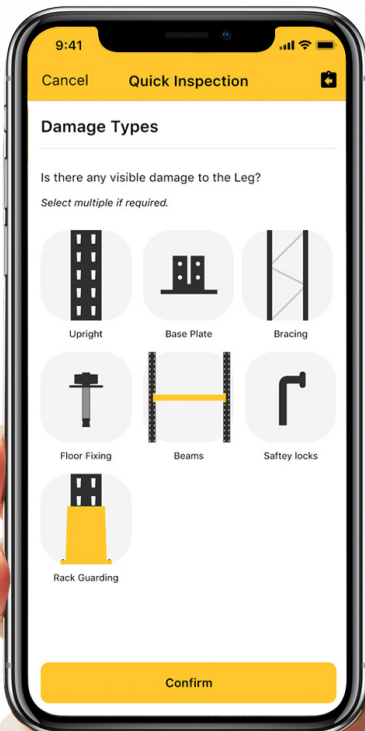 9:41
Cancel Quick Inspection
Damage Types
Is there any visible damage to the Leg?
Select multiple if required.
Upright Base Plate Bracing
Floor Fixing Beams Saftey locks
Rack Guarding
Confirm